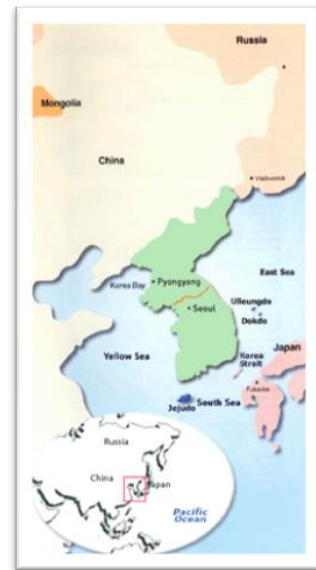 Russia
Mongolia
China
Vladivostok
East Sea
Korea Bay
Pyongyang
Ulleungdo
Seoul
Dokdo
Japan
Yellow Sea
Korea
Strait
Fukuoka
Jejudo
South Sea
Russia
China
Japan
Pacific
Ocean